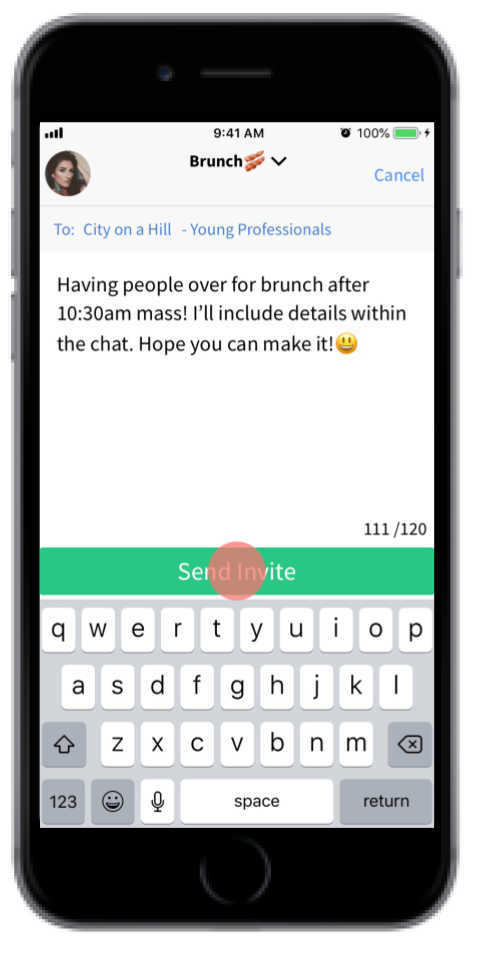 9:41 AM
100%
Brunch🥓
Cancel
To: City on a Hill - Young Professionals
Having people over for brunch after
10:30am mass! I’ll include details within
the chat. Hope you can make it!😃
111 /120
Send Invite
q w e r t y u i o p
a s d f g h j k l
z x c v b n m
123 space return